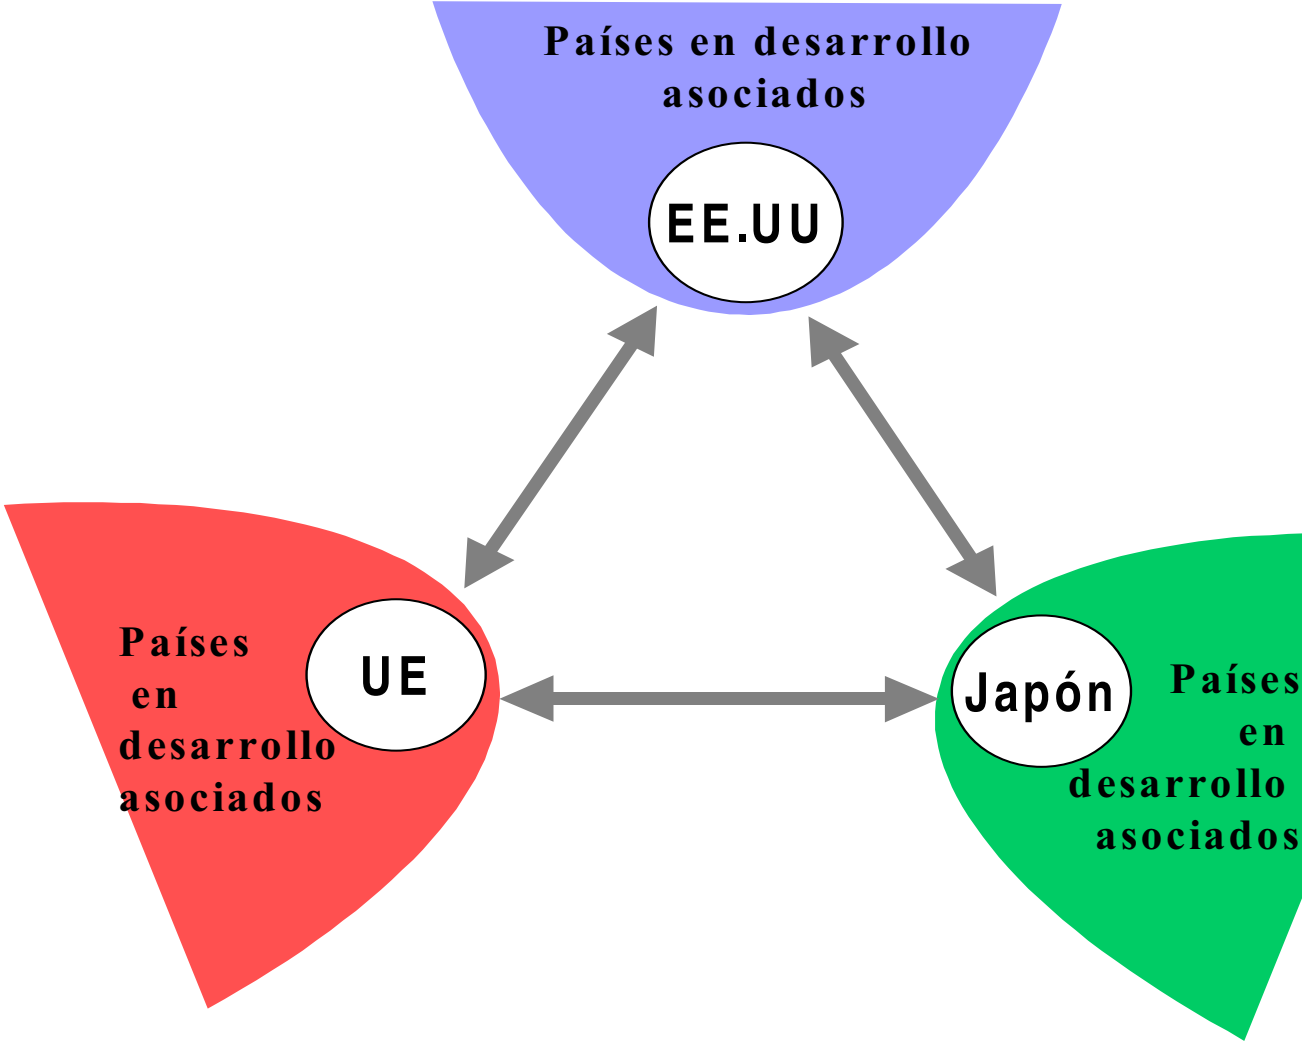 Países en desarrollo
asociados
EE.UU
Países
en
desarrollo
asociados
UE
Japón
Países
en
desarrollo
asociados